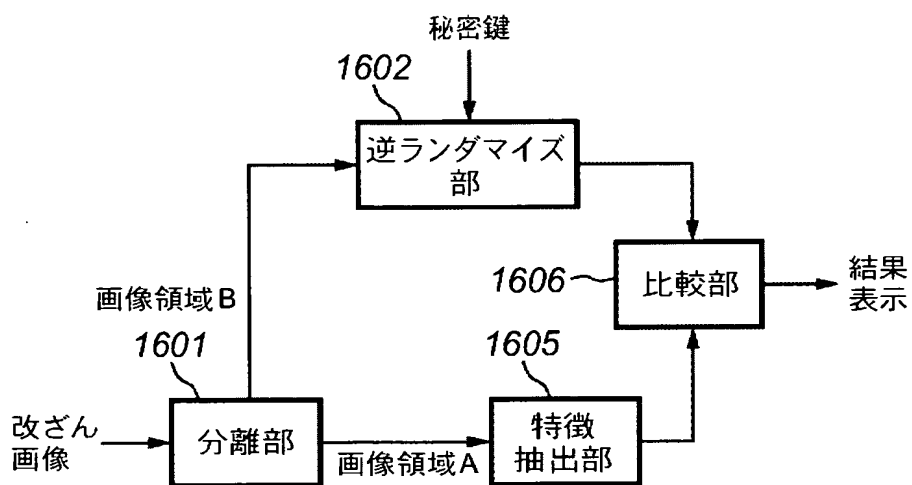 秘密鍵
1602
逆ランダマイズ
部
画像領域B
1606
比較部
結果
表示
1601
1605
改ざん
画像
分離部
画像領域A
特徴
抽出部